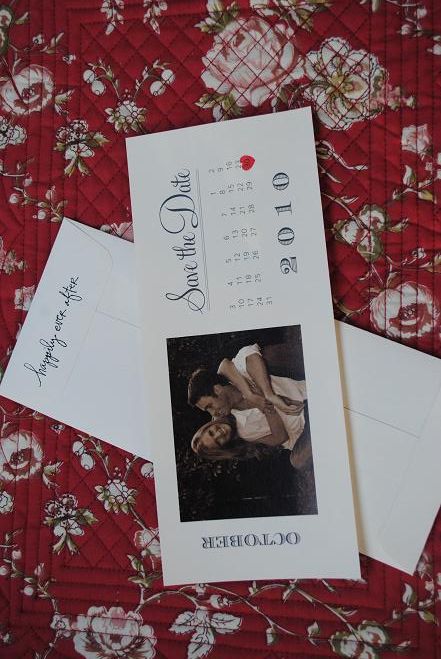 Save the Date
1 2
3 4 5 6 7 8 9
10 11 12 13 14 15 16
17 18 19 20 21 22 23
24 25 26 27 28 29 30
31
2010
OCTOBER
happily ever after